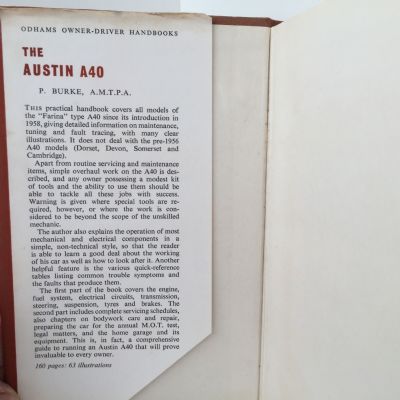 ODHAMS OWNER-DRIVER HANDBOOKS
THE
AUSTIN A40
P. BURKE, A.M.T.P.A.
THIS practical handbook covers all models of
the "Farina" type A40 since its introduction in
1958, giving detailed information on maintenance,
tuning and fault tracing, with many clear
illustrations. It does not deal with the pre-1956
A40 models (Dorset, Devon, Somerset and
Cambridge).
Apart from routine servicing and maintenance
items, simple overhaul work on the A40 is des-
cribed, and any owner possessing a modest kit
of tools and the ability to use them should be
able to tackle all these jobs with success.
Warning is given where special tools are re-
quired, however, or where the work is con-
sidered to be beyond the scope of the unskilled
mechanic.
The author also explains the operation of most
mechanical and electrical components in a
simple, non-technical style, so that the reader
is able to learn a good deal about the working
of his car as well as how to look after it. Another
helpful feature is the various quick-reference
tables listing common trouble symptoms and
the faults that produce them.
The first part of the book covers the engine,
fuel system, electrical circuits, transmission,
steering, suspension, tyres and brakes. The
second part includes complete servicing schedules,
also chapters on bodywork care and repair,
preparing the car for the annual M.O.T. test,
legal matters, and the home garage and its
equipment. This is, in fact, a comprehensive
guide to running an Austin A40 that will prove
invaluable to every owner.
160 pages: 63 illustrations